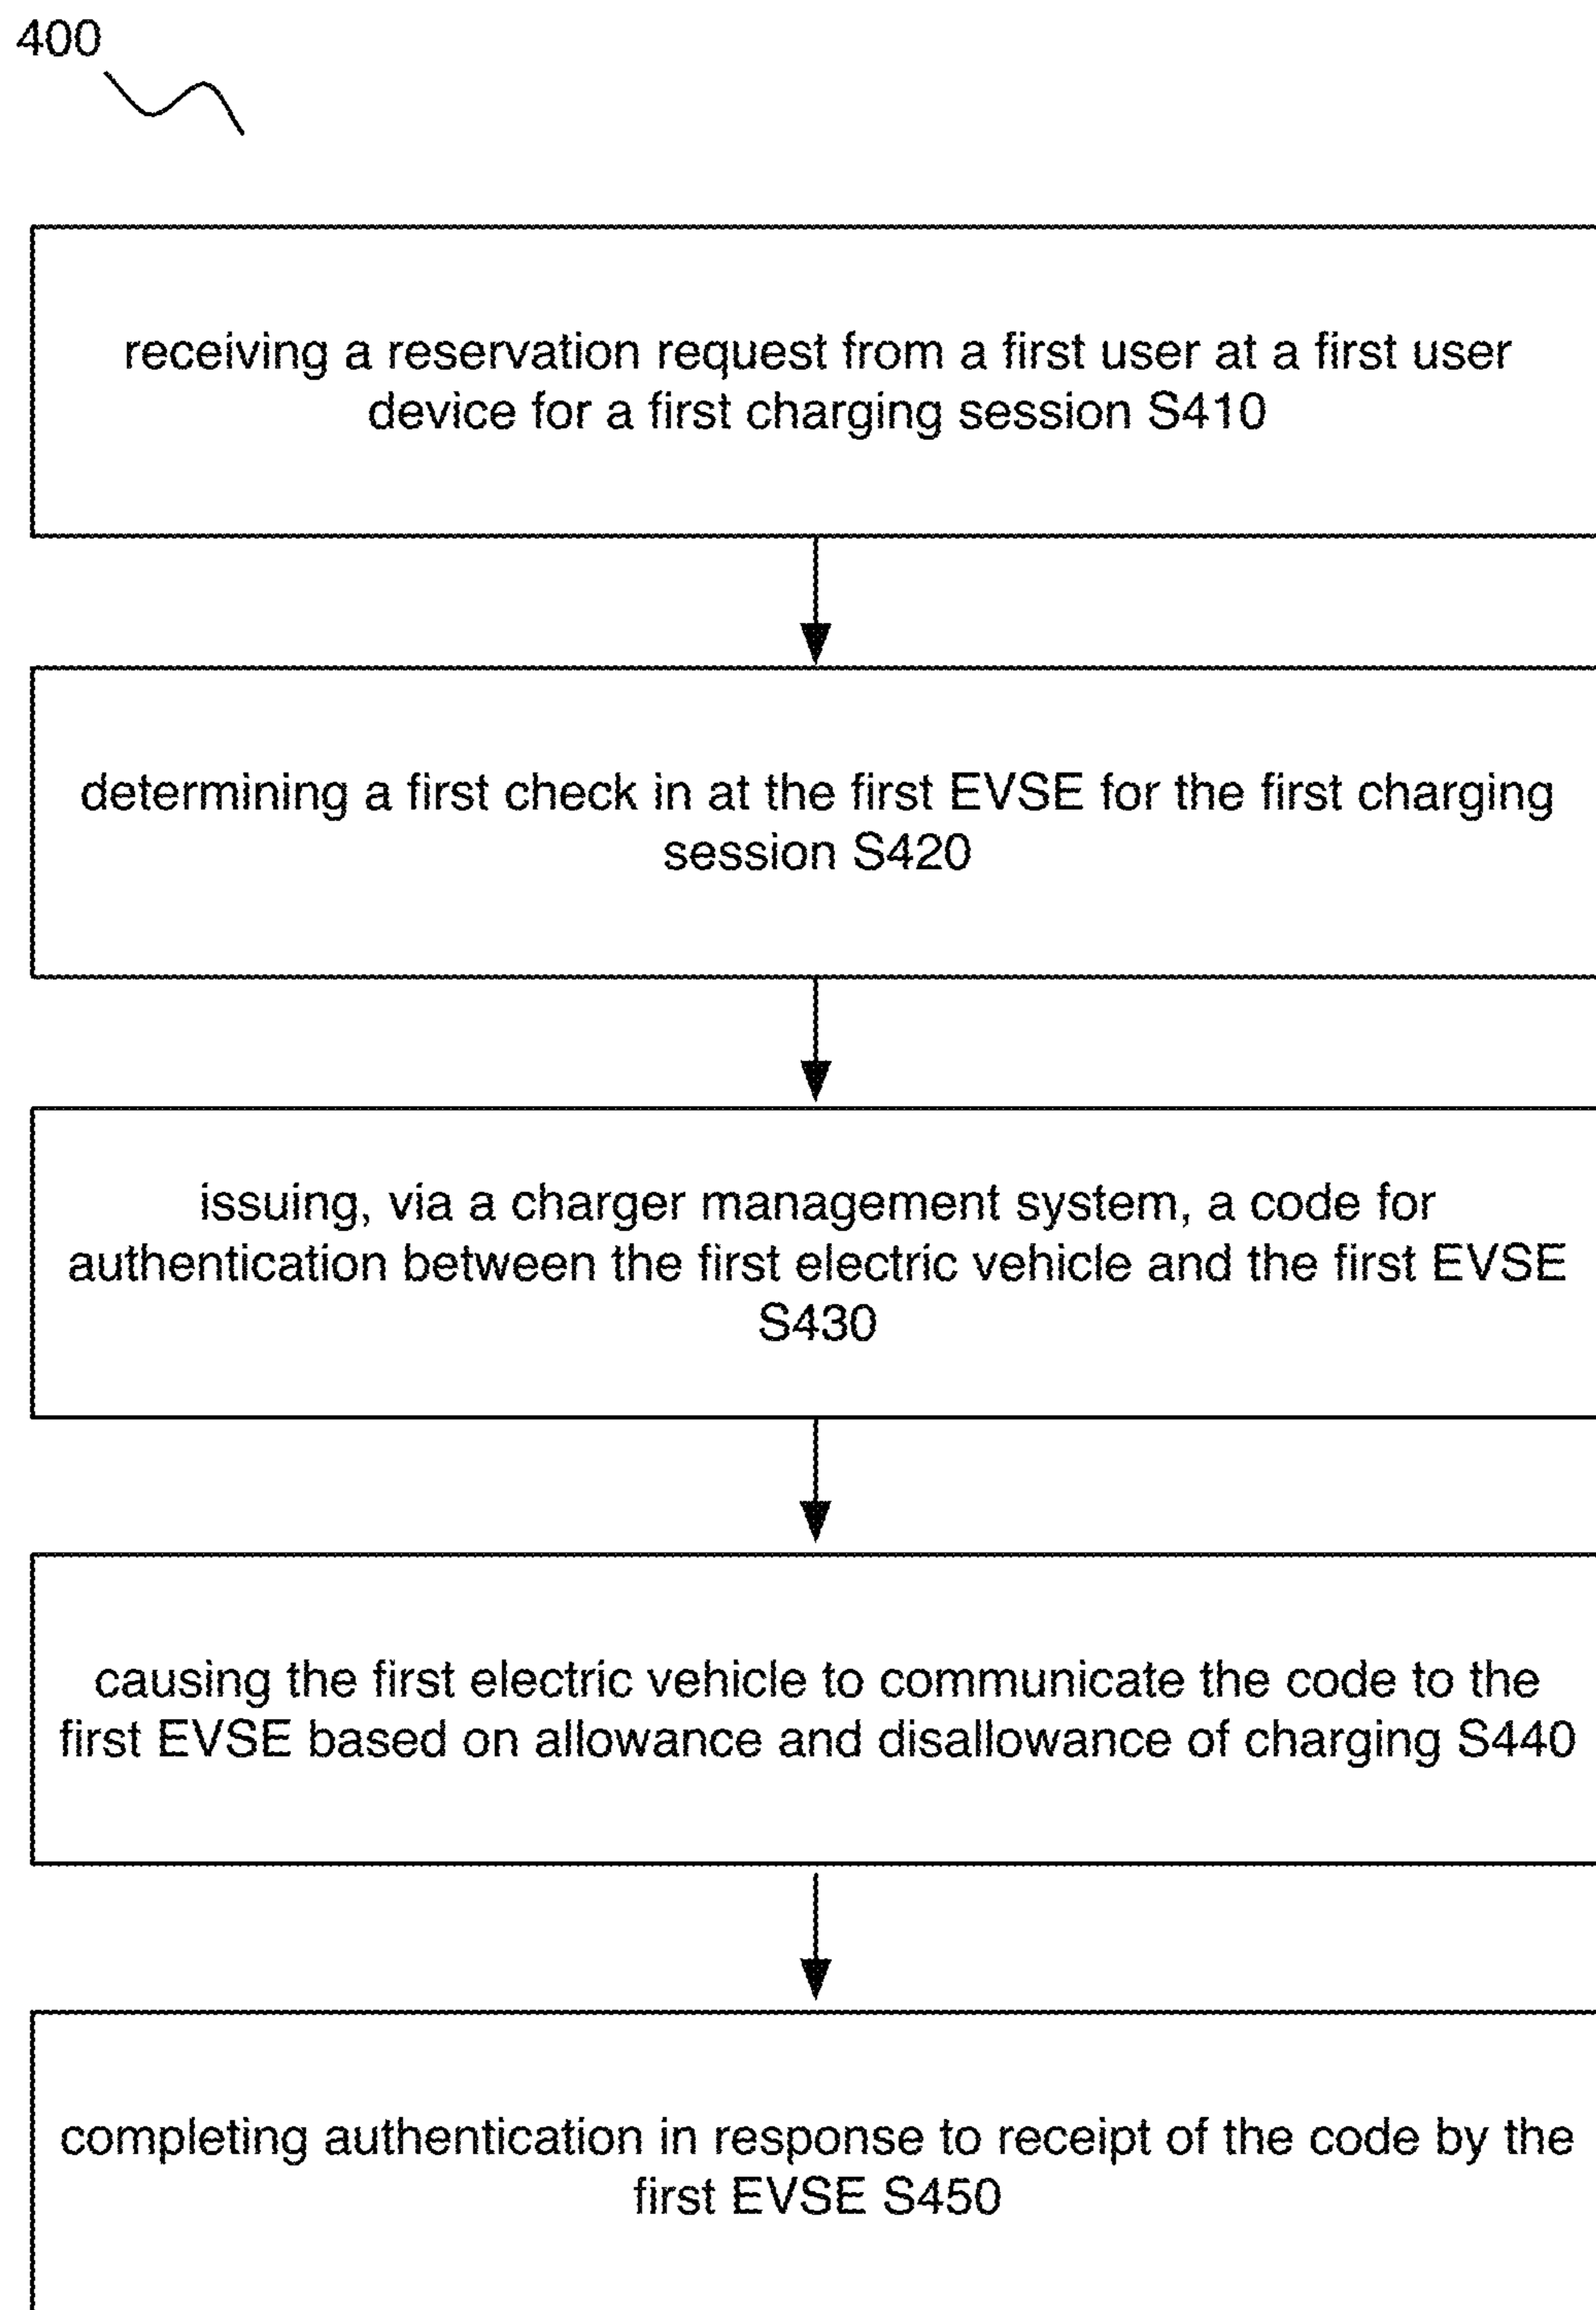 400
receiving a reservation request from a first user at a first user
device for a first charging session S410
determining a first check in at the first EVSE for the first charging
session S420
issuing, via a charger management system, a code for
authentication between the first electric vehicle and the first EVSE
S430
causing the first electric vehicle to communicate the code to the
first EVSE based on allowance and disallowance of charging S440
completing authentication in response to receipt of the code by the
first EVSE S450